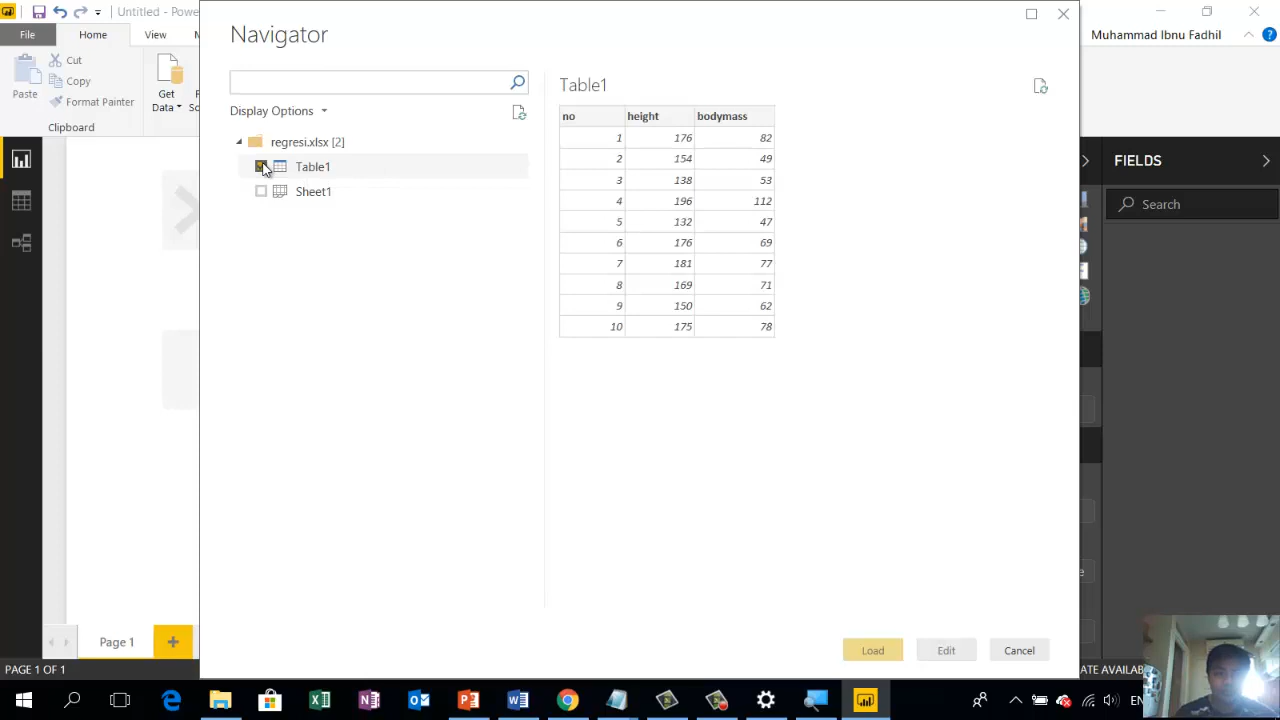 Untitled - Powe
Muhammad Ibnu Fadhil
File Home View
Cut
Copy
Format Painter
Paste
Clipboard
Get
Data
Navigator
Display Options
regresi.xlsx [2]
Table1
Sheet1
Table1
no height bodymass
1 176 82
2 154 49
3 138 53
4 196 112
5 132 47
6 176 69
7 181 77
8 169 71
9 150 62
10 175 78
Load Edit Cancel
FIELDS
Search
Page 1
PAGE 1 OF 1
ATE AVAILAB
ENG